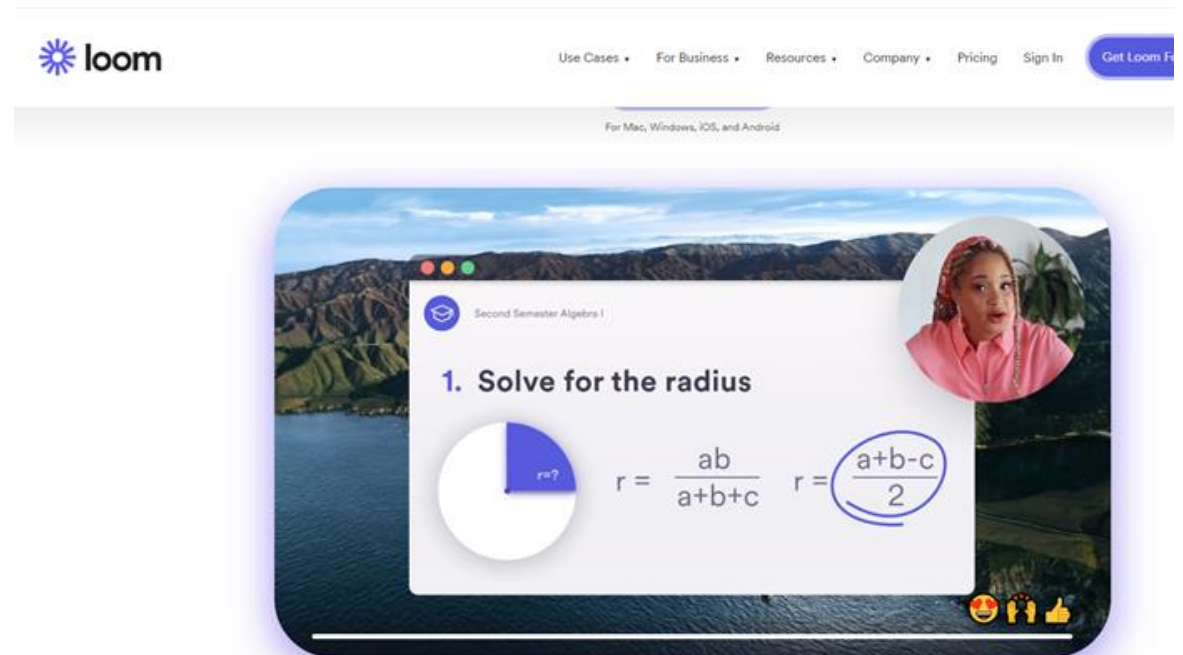 loom
Use Cases For Business Resources Company Pricing Sign In Get Loom
For Mac, Windows, iOS, and Android
Second Semester Algebra I
1. Solve for the radius
r=?
r = ab / a+b+c r = a+b-c / 2